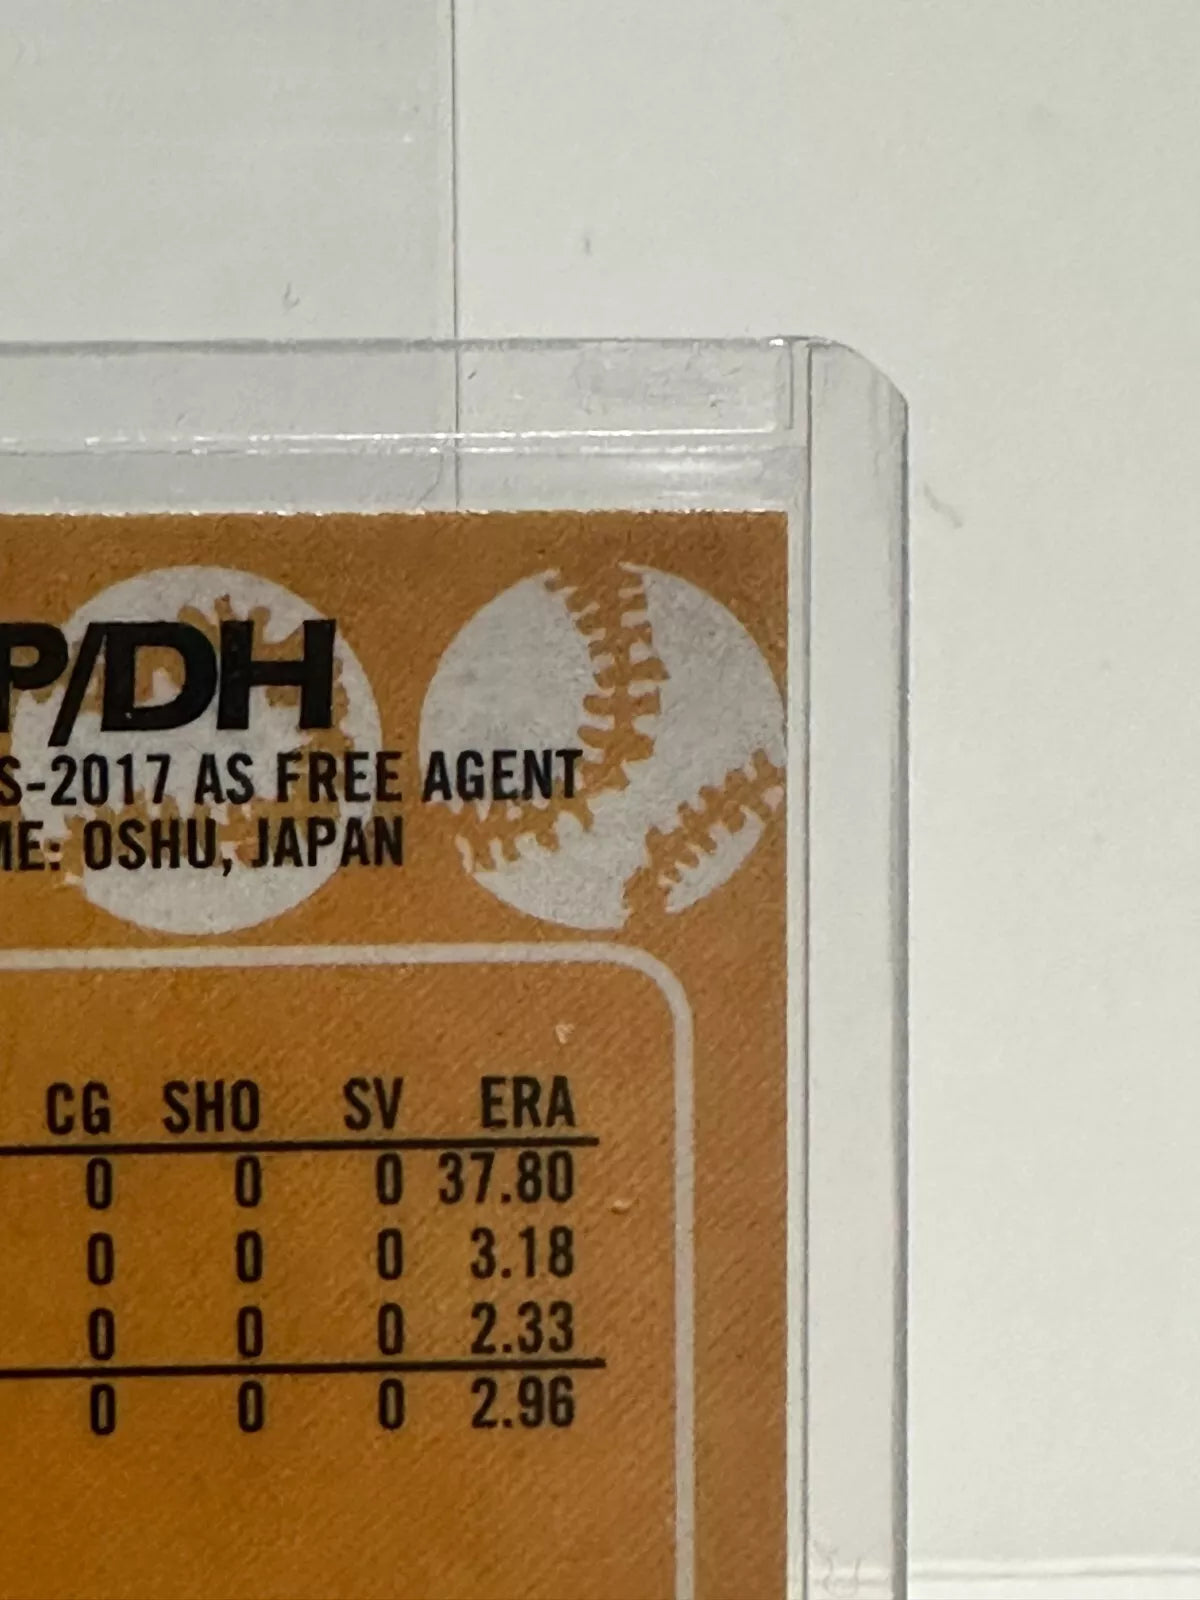 P/DH
S-2017 AS FREE AGENT
ME: OSHU, JAPAN
CG SHO SV ERA
0 0 0 37.80
0 0 0 3.18
0 0 0 2.33
0 0 0 2.96